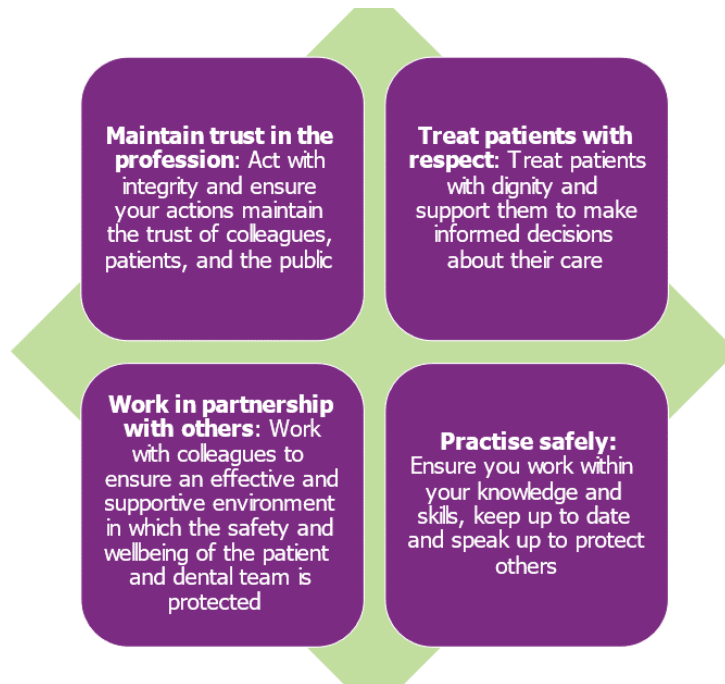 Maintain trust in the
profession: Act with
integrity and ensure
your actions maintain
the trust of colleagues,
patients, and the public
Treat patients with
respect: Treat patients
with dignity and
support them to make
informed decisions
about their care
Work in partnership
with others: Work
with colleagues to
ensure an effective and
supportive environment
in which the safety and
wellbeing of the patient
and dental team is
protected
Practise safely:
Ensure you work within
your knowledge and
skills, keep up to date
and speak up to protect
others